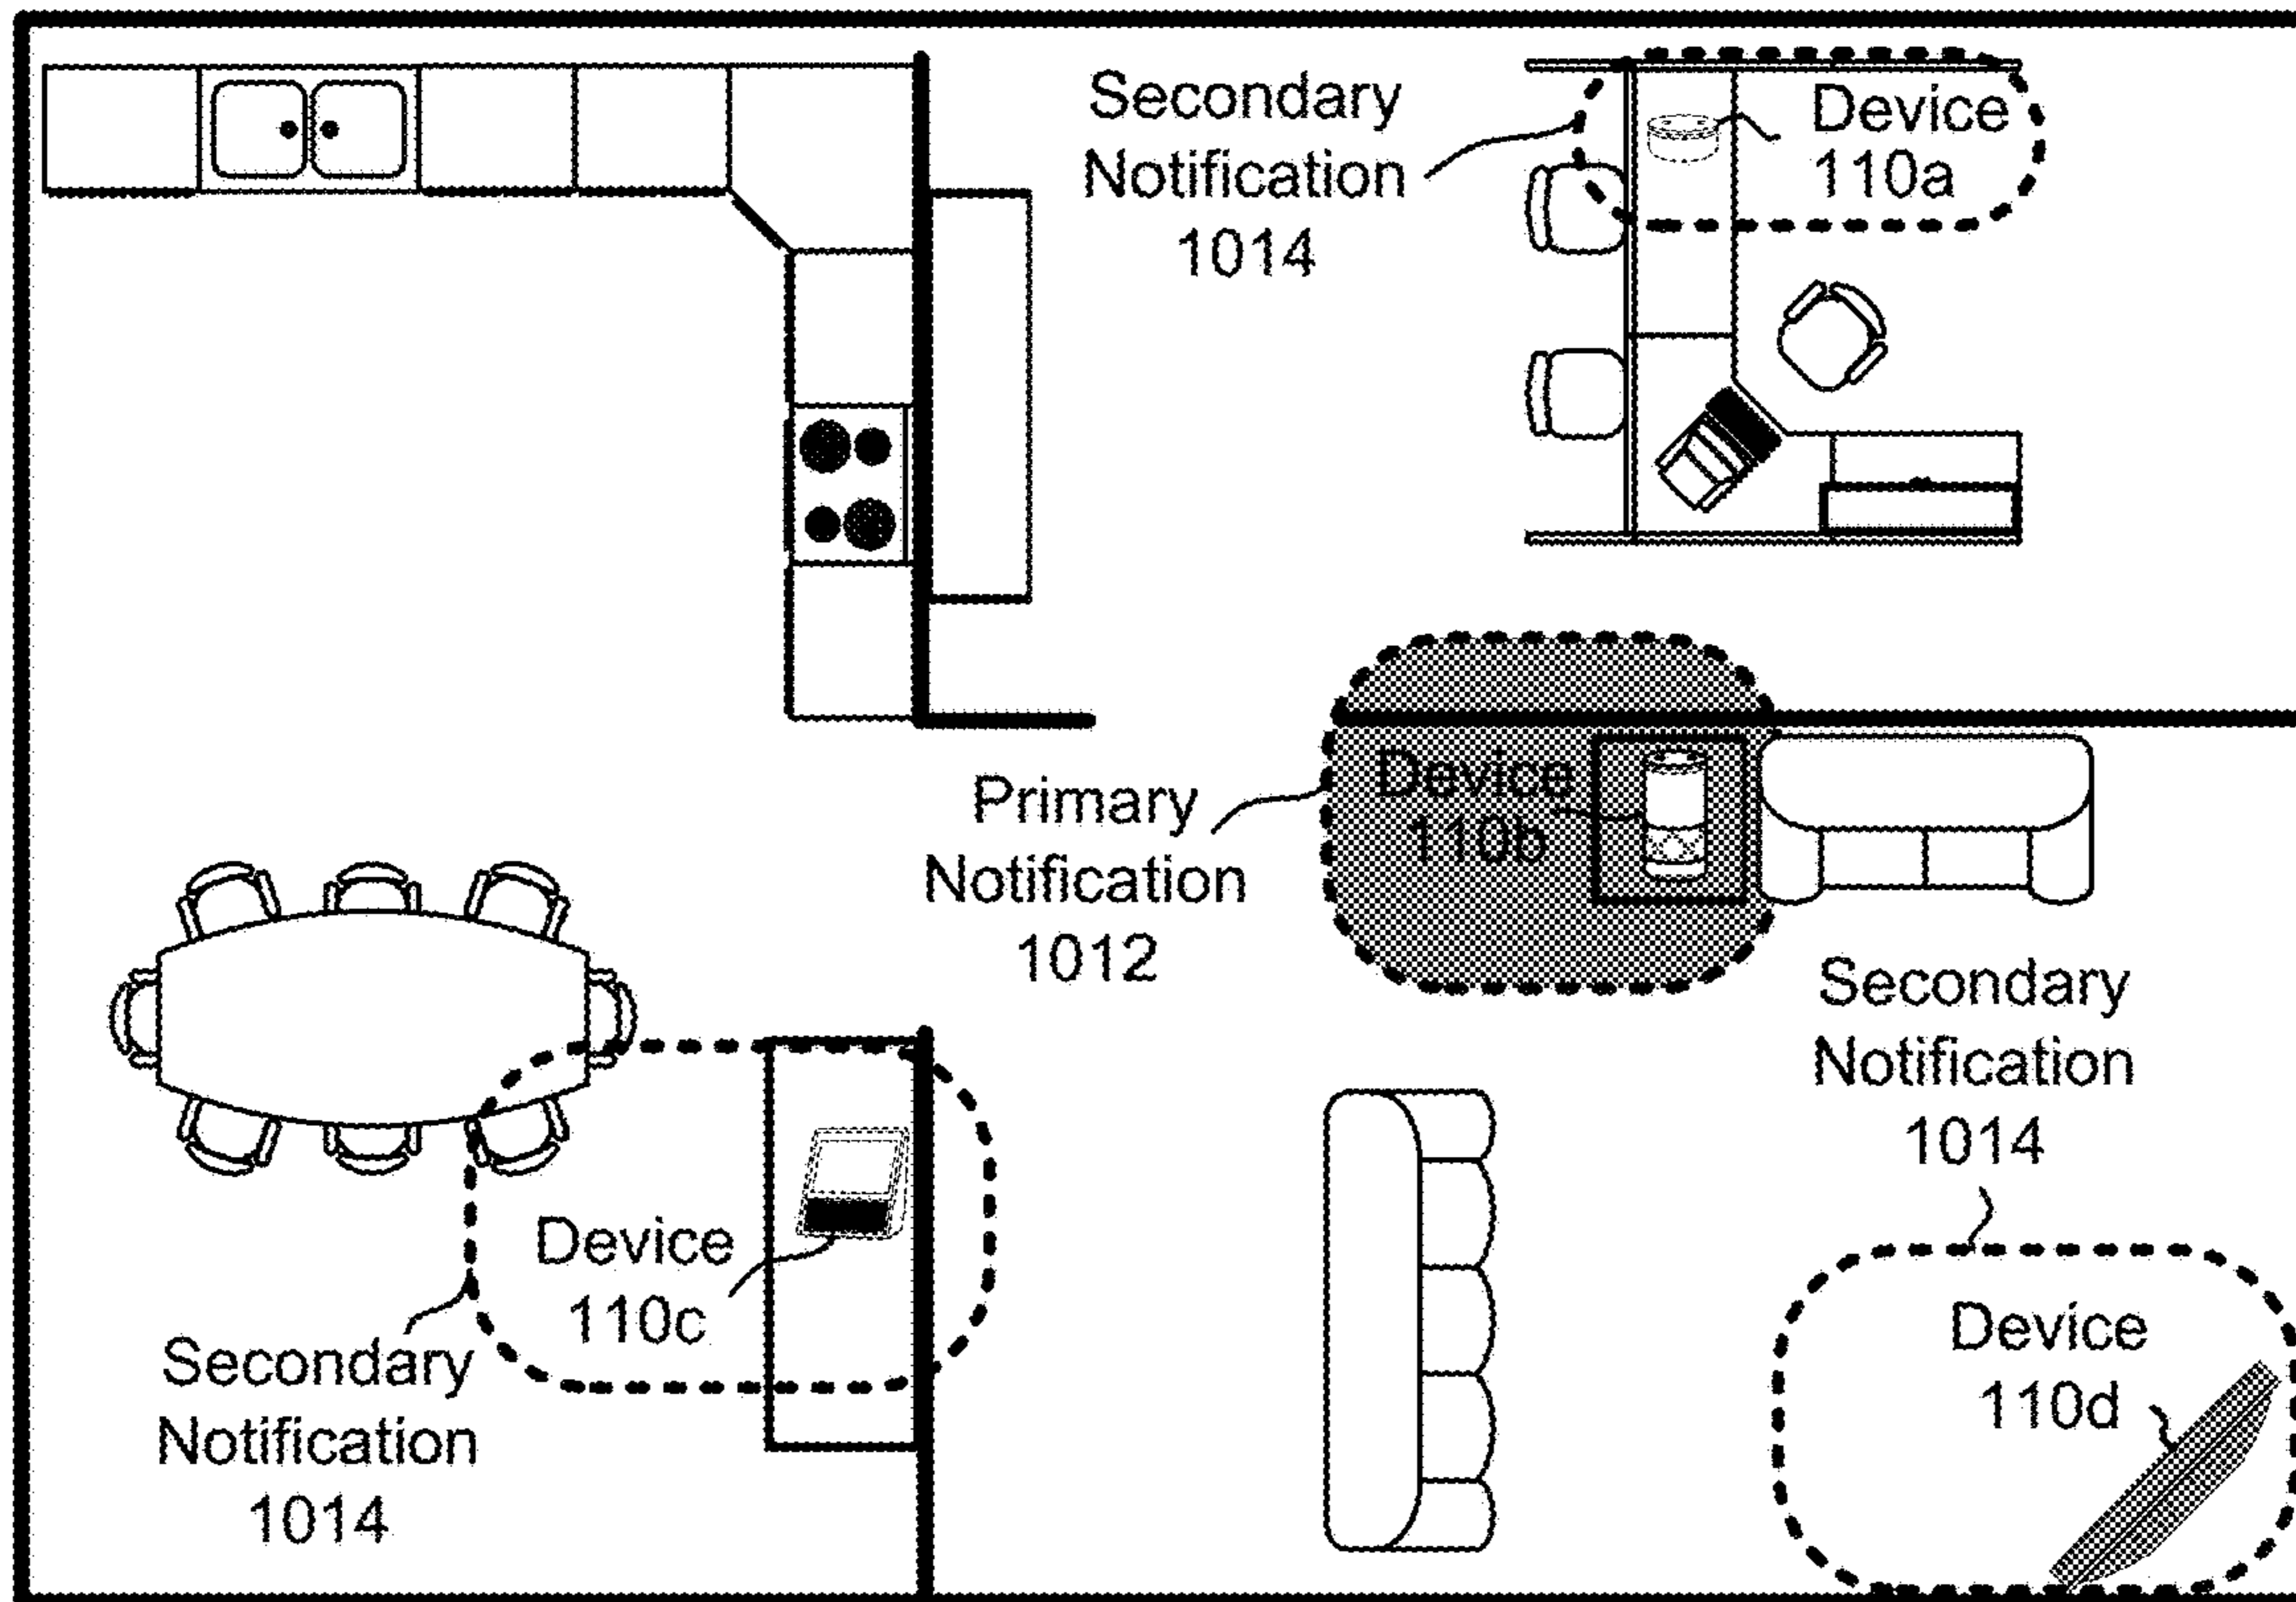 Secondary
Notification
1014
Device
110a
Primary
Notification
1012
Device
110b
Secondary
Notification
1014
Device
110c
Secondary
Notification
1014
Device
110d